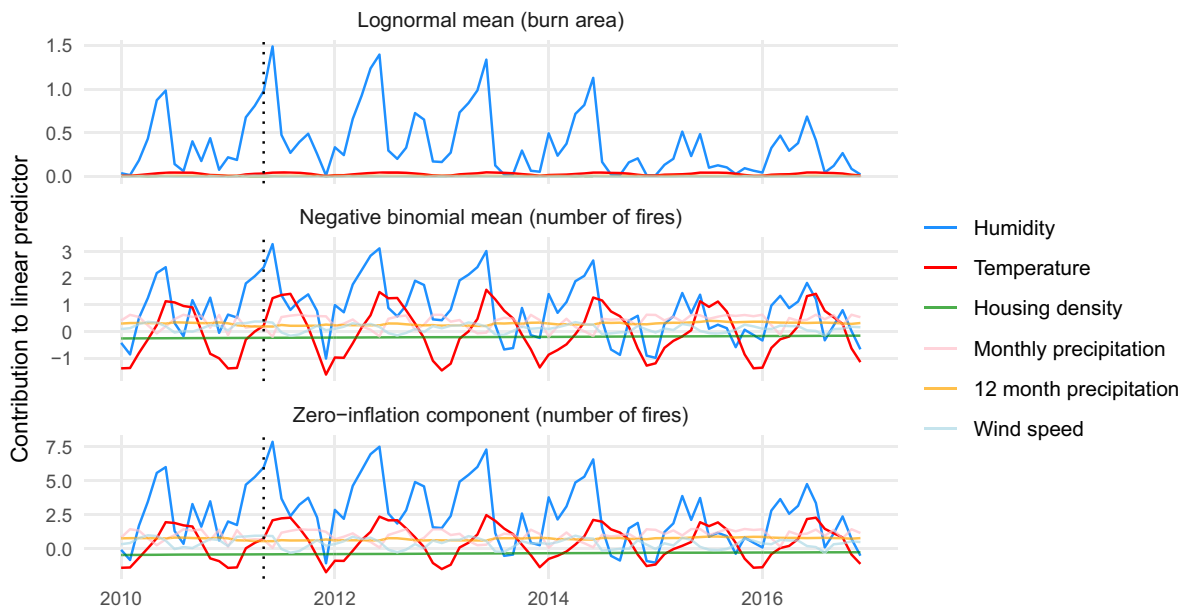 Lognormal mean (burn area)
1.5
1.0
0.5
0.0
Negative binomial mean (number of fires)
3
2
1
0
−1
Zero−inflation component (number of fires)
7.5
5.0
2.5
0.0
2010
2012
2014
2016
Contribution to linear predictor
Humidity
Temperature
Housing density
Monthly precipitation
12 month precipitation
Wind speed